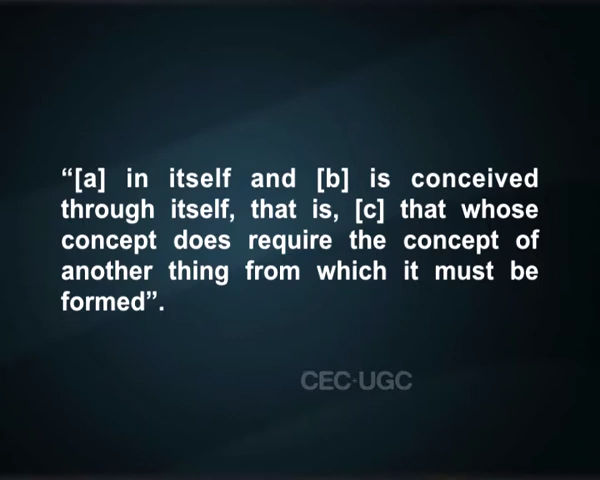 “[a] in itself and [b] is conceived
through itself, that is, [c] that whose
concept does require the concept of
another thing from which it must be
formed”.
CEC-UGC